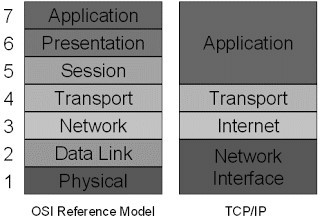 7 Application
6 Presentation
5 Session
4 Transport
3 Network
2 Data Link
1 Physical
OSI Reference Model
Application
Transport
Internet
Network
Interface
TCP/IP